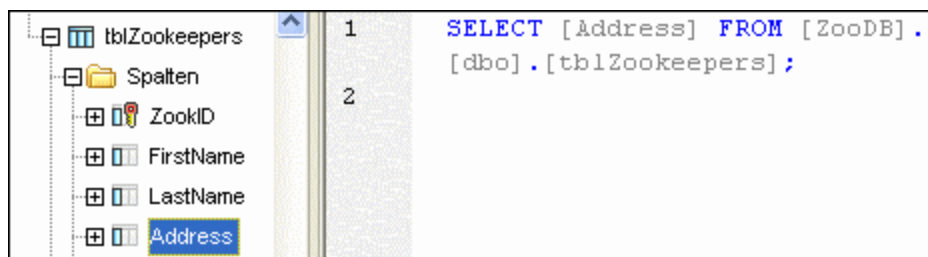 tblZookeepers
Spalten
ZookID
FirstName
LastName
Address
1 SELECT [Address] FROM [ZooDB].
[dbo].[tblZookeepers];
2